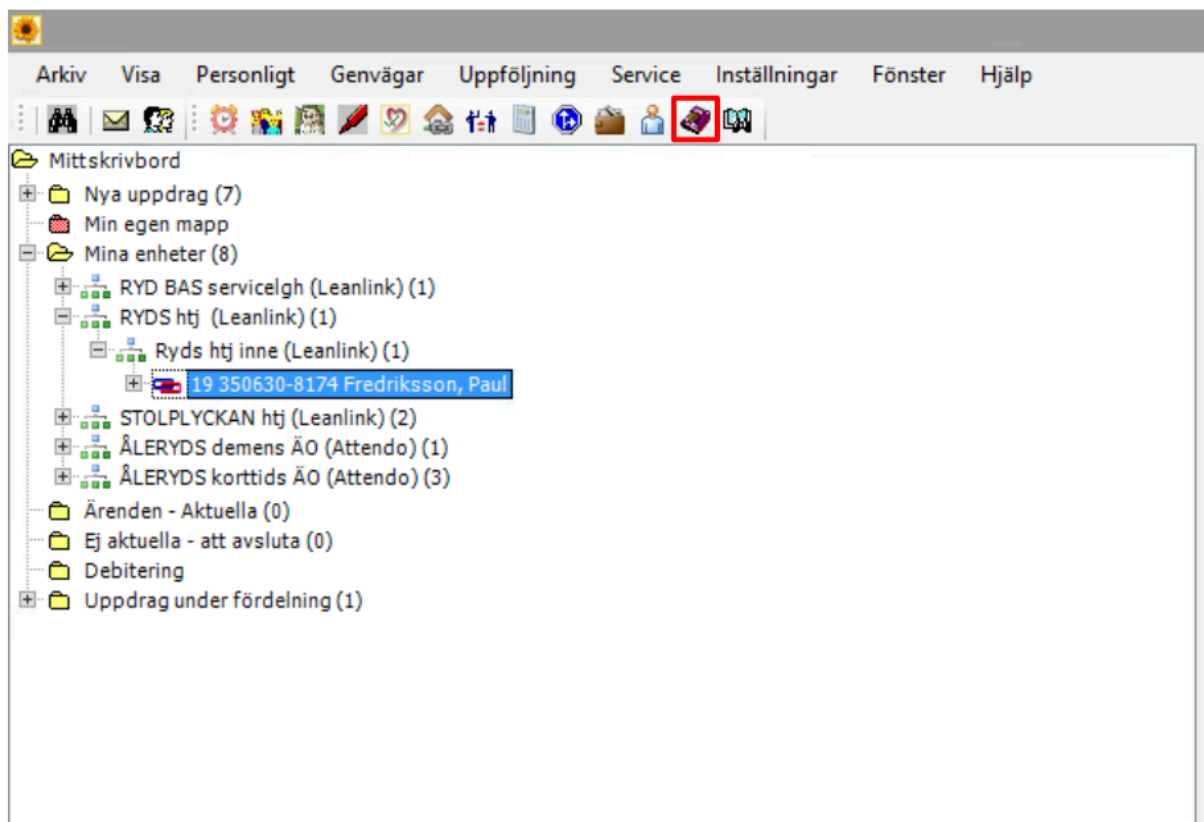 Arkiv Visa Personligt Genvägar Uppföljning Service Inställningar Fönster Hjälp
Mittskrivbord
Nya uppdrag (7)
Min egen mapp
Mina enheter (8)
RYD BAS servicelgh (Leanlink) (1)
RYDS htj (Leanlink) (1)
Ryds htj inne (Leanlink) (1)
19 350630-8174 Fredriksson, Paul
STOLPLYCKAN htj (Leanlink) (2)
ÅLERYDS demens ÄO (Attendo) (1)
ÅLERYDS korttids ÄO (Attendo) (3)
Ärenden - Aktuella (0)
Ej aktuella - att avsluta (0)
Debitering
Uppdrag under fördelning (1)